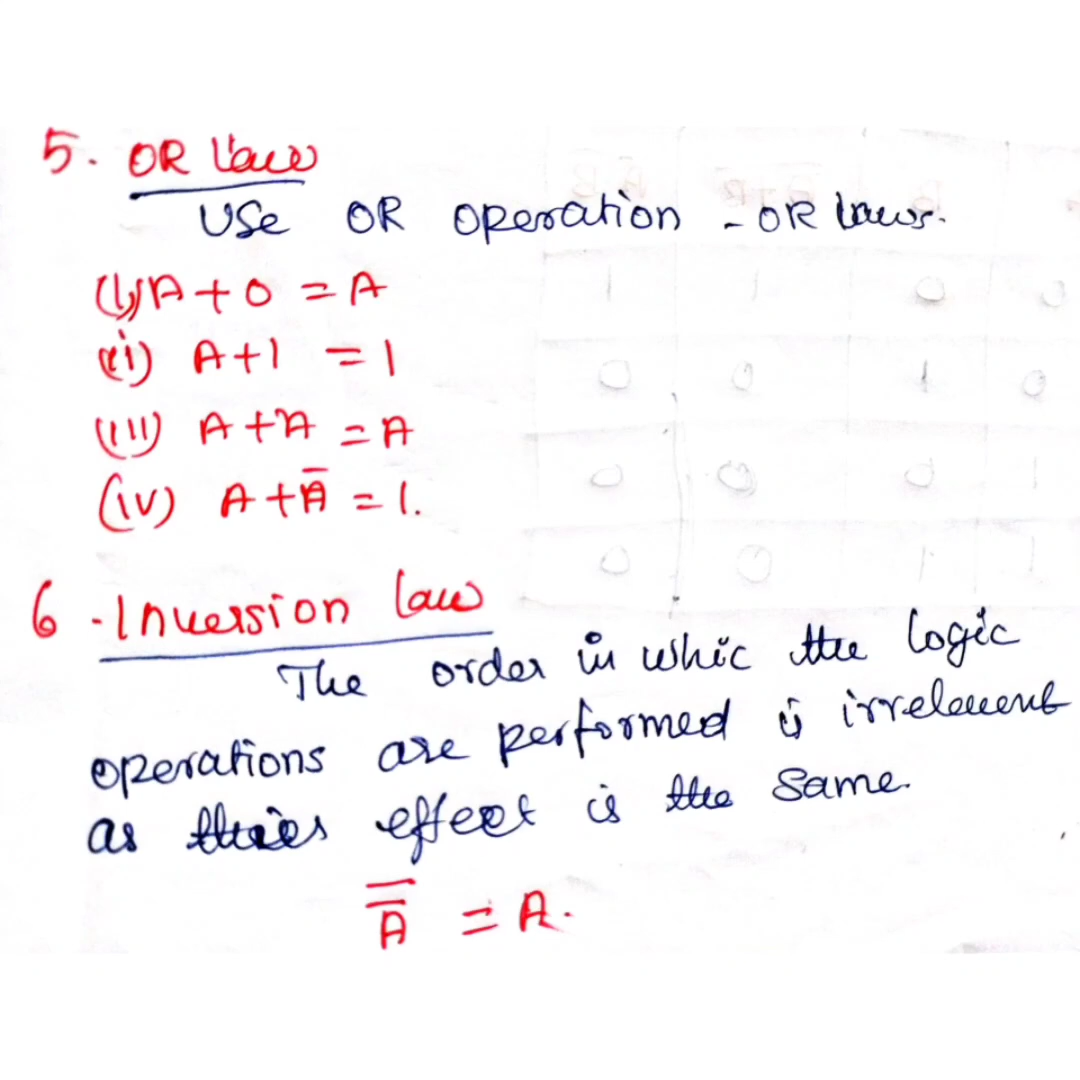 5. OR Law
Use OR Operation - OR laws.
(i) A + 0 = A
(ii) A + 1 = 1
(iii) A + A = A
(iv) A + A̅ = 1.
6 - Inversion law
The order in whic the logic
operations are performed is irrelevent
as effect is the same.
A̿ = A.